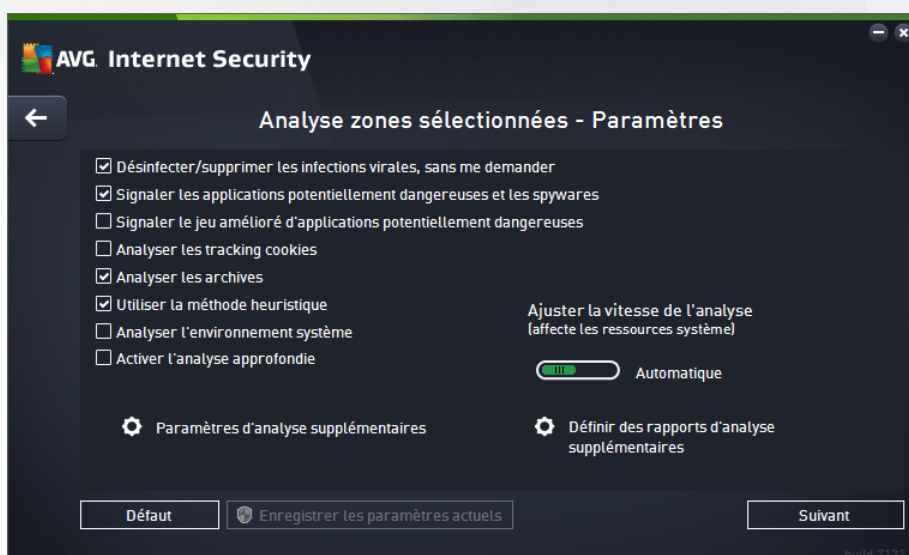 AVG. Internet Security
Analyse zones sélectionnées - Paramètres
Désinfecter/supprimer les infections virales, sans me demander
Signaler les applications potentiellement dangereuses et les spywares
Signaler le jeu amélioré d'applications potentiellement dangereuses
Analyser les tracking cookies
Analyser les archives
Utiliser la méthode heuristique
Analyser l'environnement système
Activer l'analyse approfondie
Ajuster la vitesse de l'analyse
(affecte les ressources système)
Automatique
Paramètres d'analyse supplémentaires
Définir des rapports d'analyse
supplémentaires
Défaut
Enregistrer les paramètres actuels
Suivant